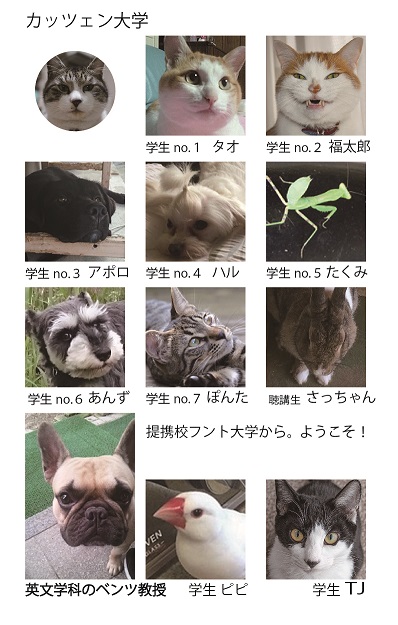 カッツェン大学
学生 no. 1 タオ
学生 no. 2 福太郎
学生 no. 3 アポロ
学生 no. 4 ハル
学生 no. 5 たくみ
学生 no. 6 あんず
学生 no. 7 ぽんた
聴講生 さっちゃん
提携校フント大学から。ようこそ！
英文学科のベンツ教授
学生 ピピ
学生 TJ